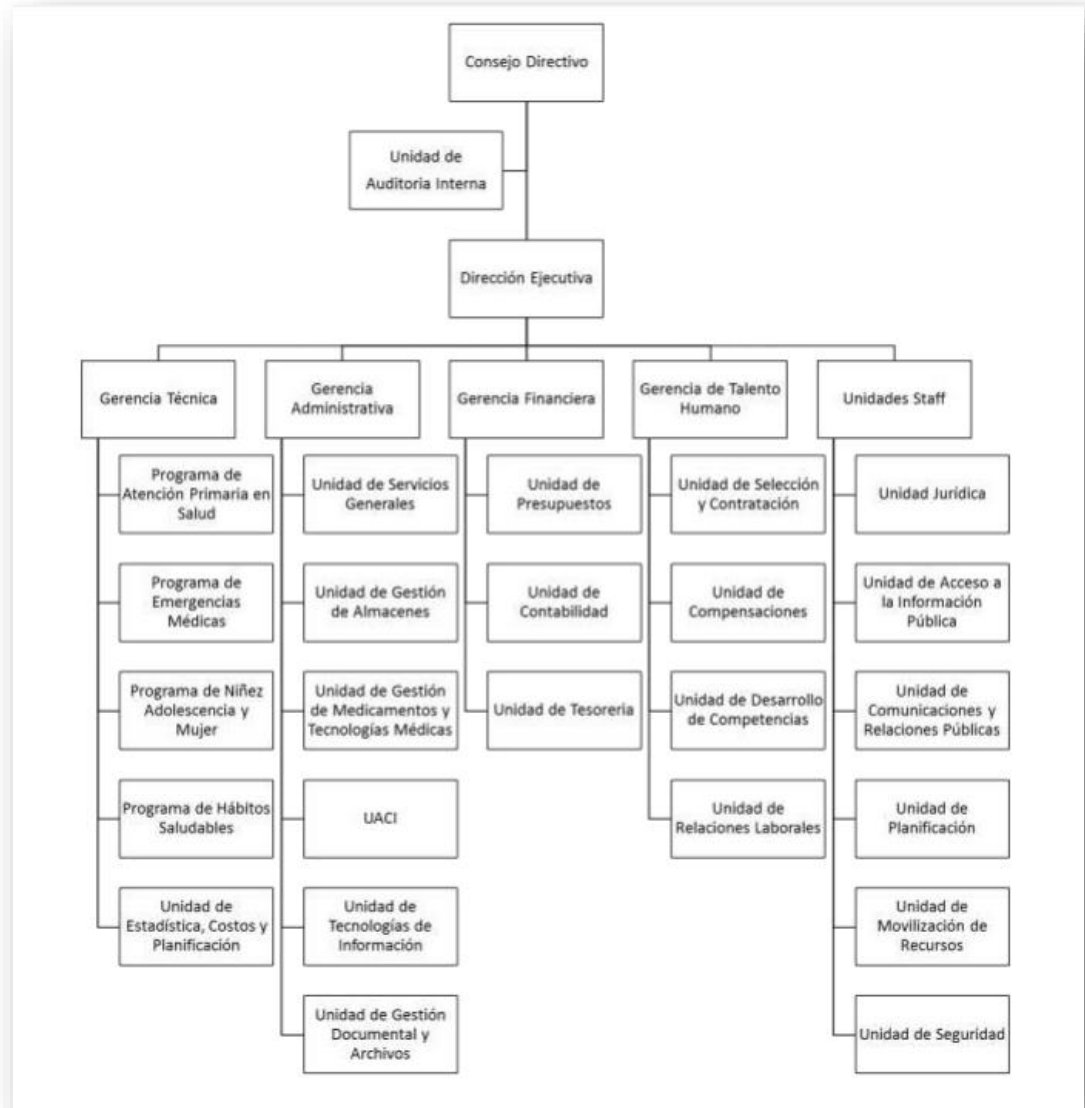 Consejo Directivo
Unidad de
Auditoria Interna
Dirección Ejecutiva
Gerencia Técnica
Gerencia
Administrativa
Gerencia Financiera
Gerencia de Talento
Humano
Unidades Staff
Programa de
Atención Primaria en
Salud
Unidad de Servicios
Generales
Unidad de
Presupuestos
Unidad de Selección
y Contratación
Unidad Jurídica
Programa de
Emergencias
Médicas
Unidad de Gestión
de Almacenes
Unidad de
Contabilidad
Unidad de
Compensaciones
Unidad de Acceso a
la Información
Pública
Programa de Niñez
Adolescencia y
Mujer
Unidad de Gestión
de Medicamentos y
Tecnologías Médicas
Unidad de Tesoreria
Unidad de Desarrollo
de Competencias
Unidad de
Comunicaciones y
Relaciones Públicas
Programa de Hábitos
Saludables
UACI
Unidad de
Relaciones Laborales
Unidad de
Planificación
Unidad de
Estadística, Costos y
Planificación
Unidad de
Tecnologías de
Información
Unidad de
Movilización de
Recursos
Unidad de Gestión
Documental y
Archivos
Unidad de Seguridad